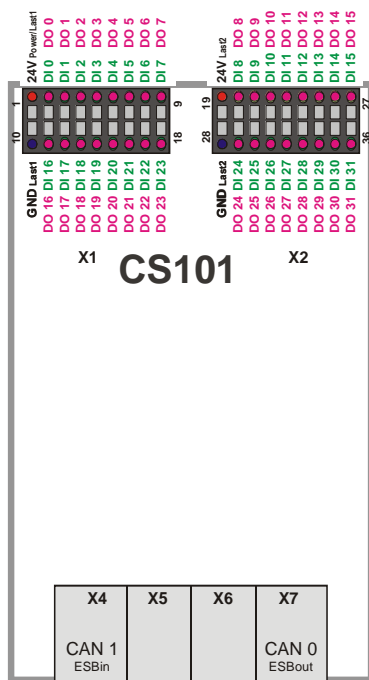 24V Power/Last1
DI 0 DO 0
DI 1 DO 1
DI 2 DO 2
DI 3 DO 3
DI 4 DO 4
DI 5 DO 5
DI 6 DO 6
DI 7 DO 7
24V Last2
DI 8 DO 8
DI 9 DO 9
DI 10 DO 10
DI 11 DO 11
DI 12 DO 12
DI 13 DO 13
DI 14 DO 14
DI 15 DO 15
1 9 19 27
10 18 28 36
GND Last1
DO 16 DI 16
DO 17 DI 17
DO 18 DI 18
DO 19 DI 19
DO 20 DI 20
DO 21 DI 21
DO 22 DI 22
DO 23 DI 23
GND Last2
DO 24 DI 24
DO 25 DI 25
DO 26 DI 26
DO 27 DI 27
DO 28 DI 28
DO 29 DI 29
DO 30 DI 30
DO 31 DI 31
X1 X2
CS101
X4 X5 X6 X7
CAN 1 CAN 0
ESBin ESBout